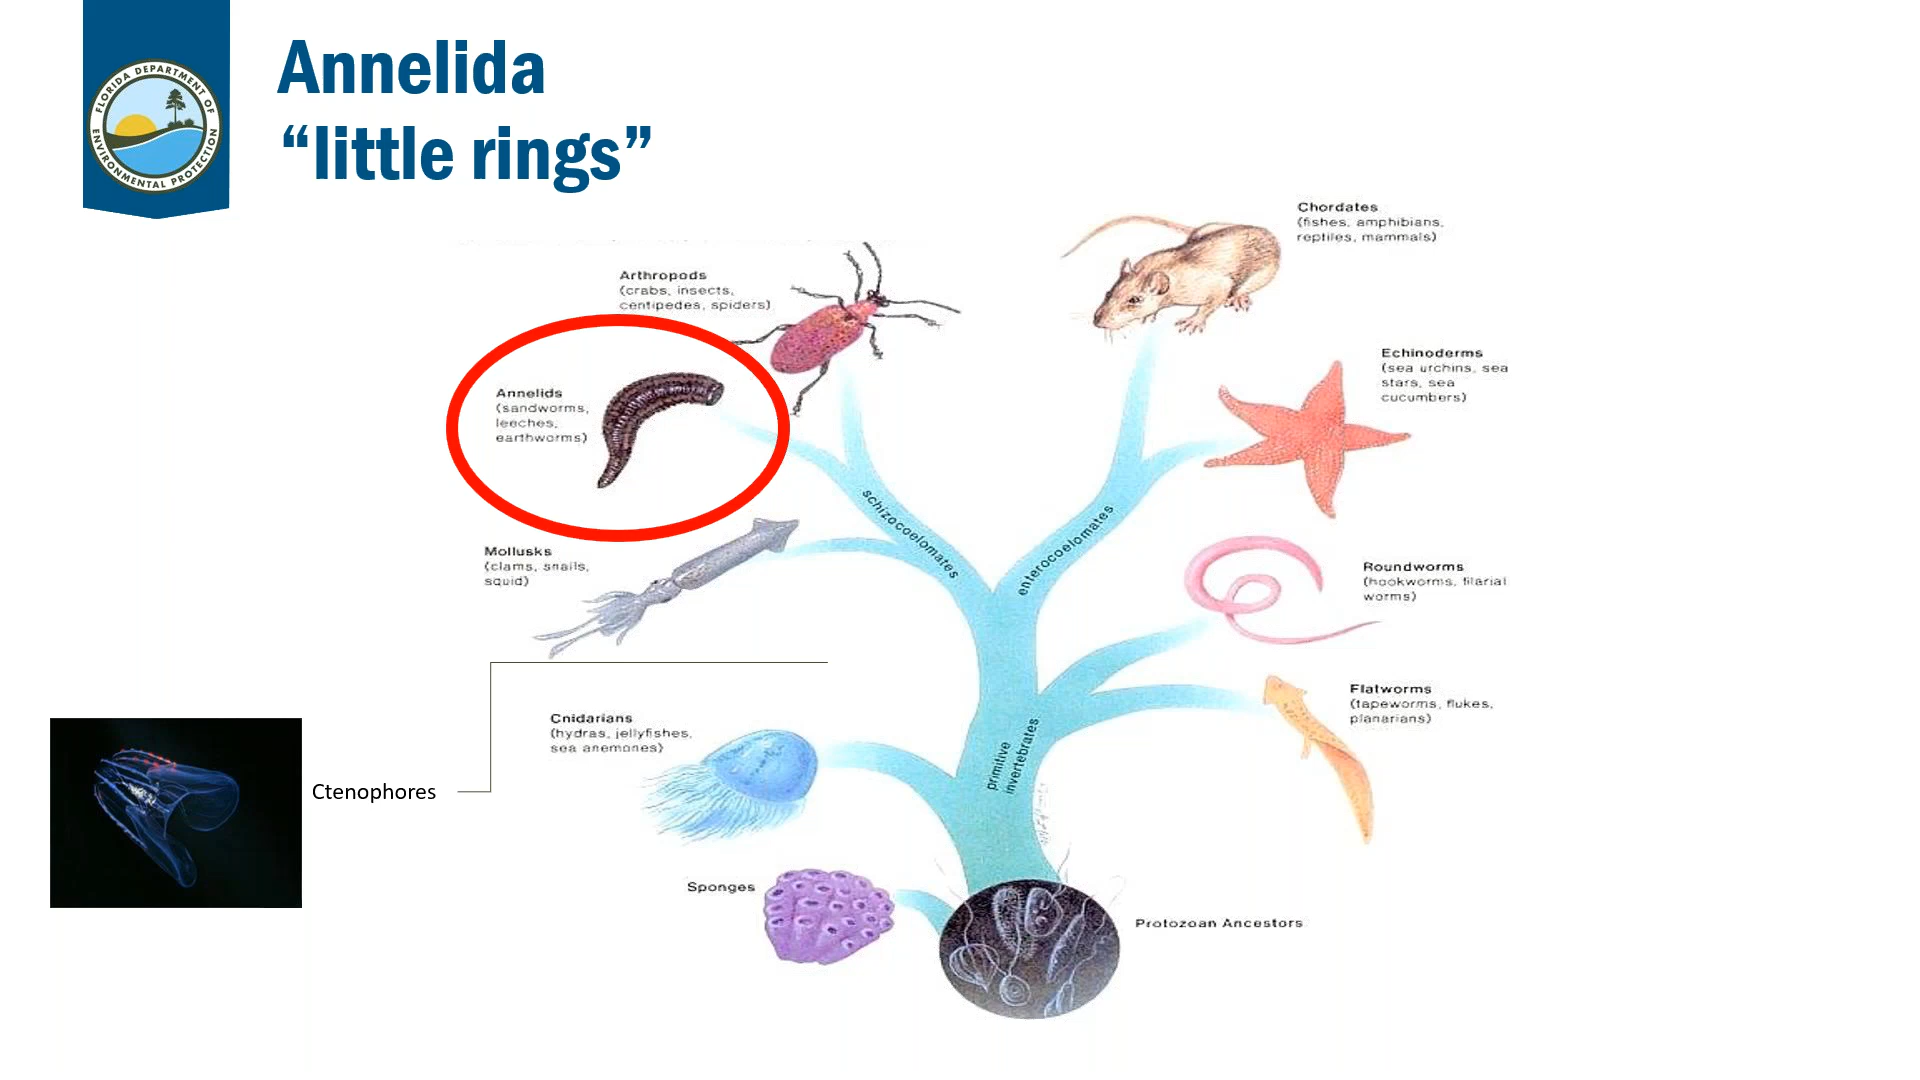 FLORIDA DEPARTMENT OF
ENVIRONMENTAL PROTECTION
Annelida
“little rings”
Chordates
(fishes, amphibians,
reptiles, mammals)
Arthropods
(crabs, insects,
centipedes, spiders)
Echinoderms
(sea urchins, sea
stars, sea
cucumbers)
Annelids
(sandworms,
leeches,
earthworms)
schizocoelomates
enterocoelomates
Mollusks
(clams, snails,
squid)
Roundworms
(hookworms, filarial
worms)
Flatworms
(tapeworms, flukes,
planarians)
Cnidarians
(hydras, jellyfishes,
sea anemones)
primitive
invertebrates
Ctenophores
Sponges
Protozoan Ancestors